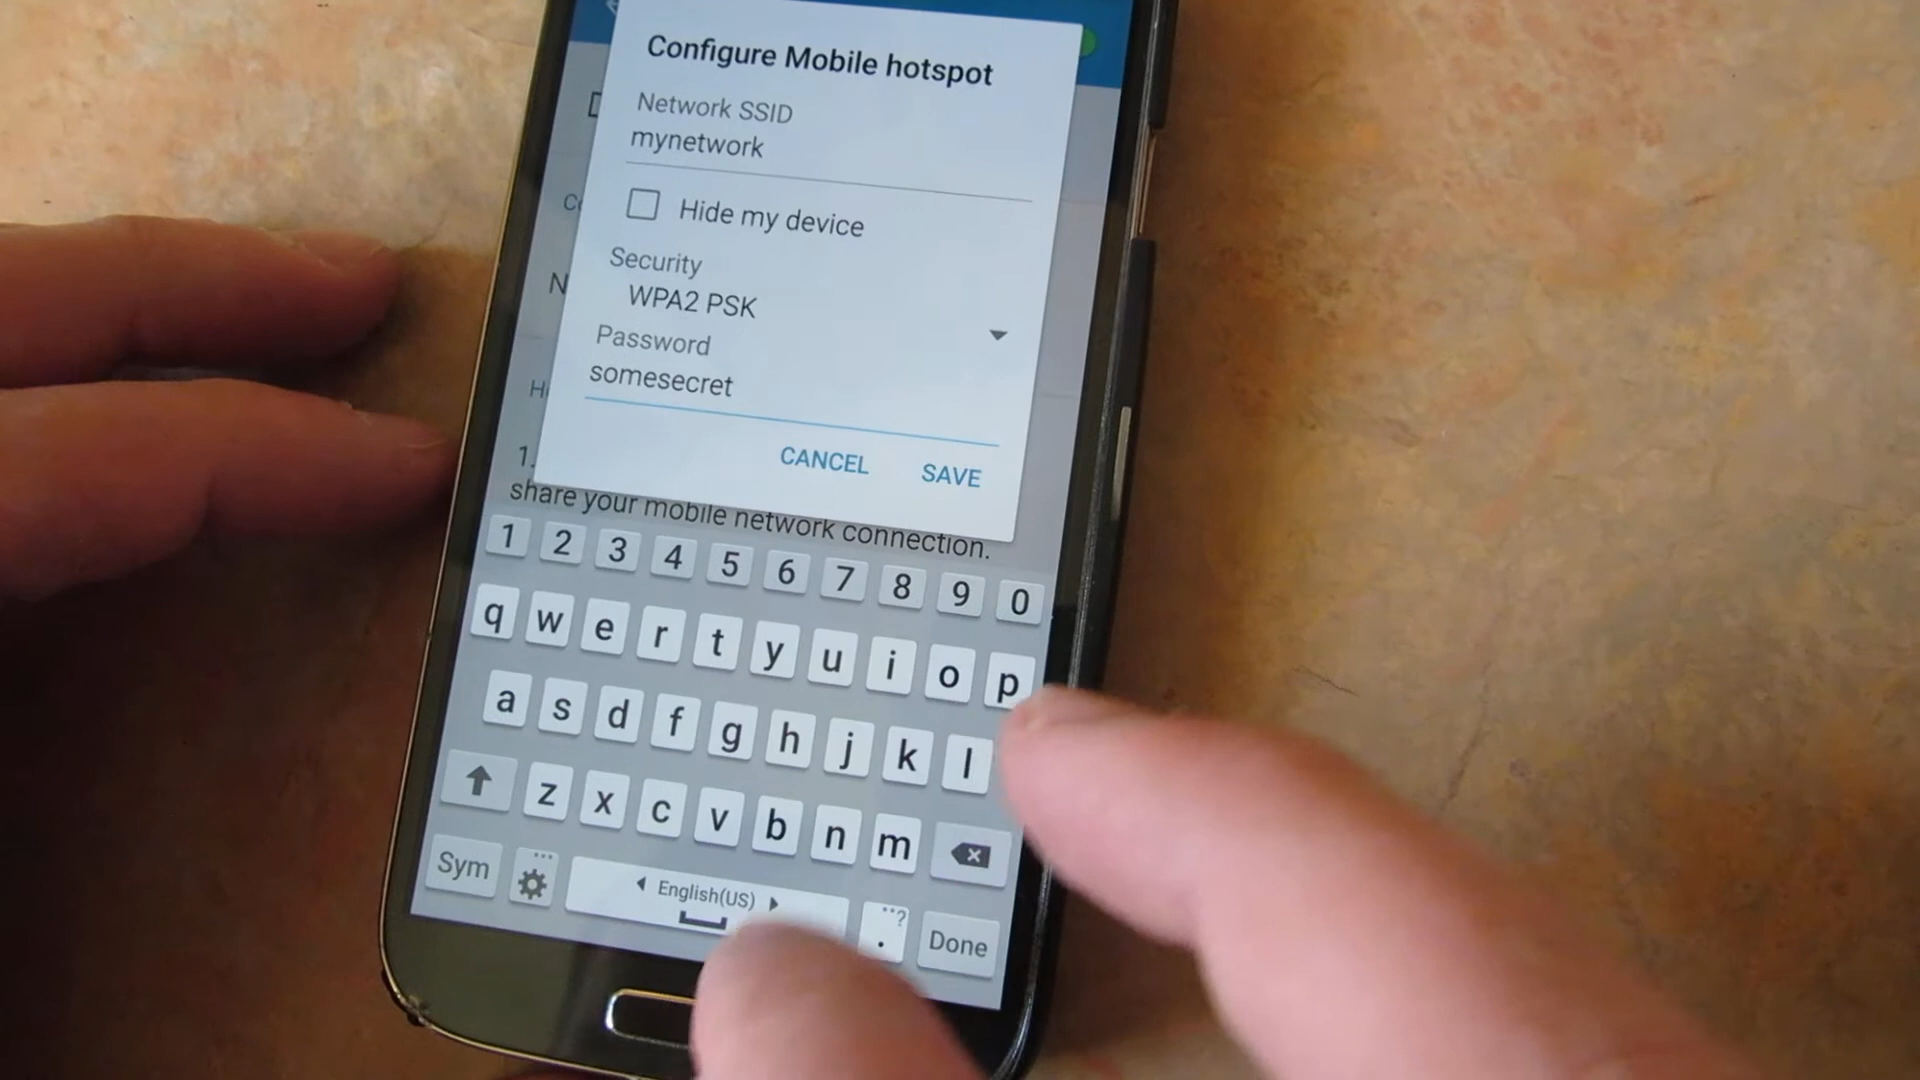 Configure Mobile hotspot
Network SSID
mynetwork
Hide my device
Security
WPA2 PSK
Password
somesecret
CANCEL SAVE
N
1.
share your mobile network connection.
1 2 3 4 5 6 7 8 9 0
q w e r t y u i o p
a s d f g h j k l
z x c v b n m
Sym English(US) . ? Done